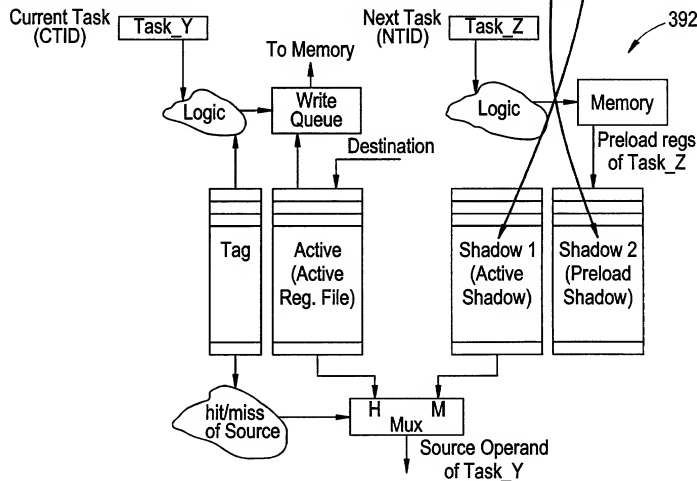 Current Task
(CTID)
Task_Y
Next Task
(NTID)
Task_Z
392
To Memory
Logic
Write
Queue
Logic
Memory
Destination
Preload regs
of Task_Z
Tag
Active
(Active
Reg. File)
Shadow 1
(Active
Shadow)
Shadow 2
(Preload
Shadow)
hit/miss
of Source
H M
Mux
Source Operand
of Task_Y